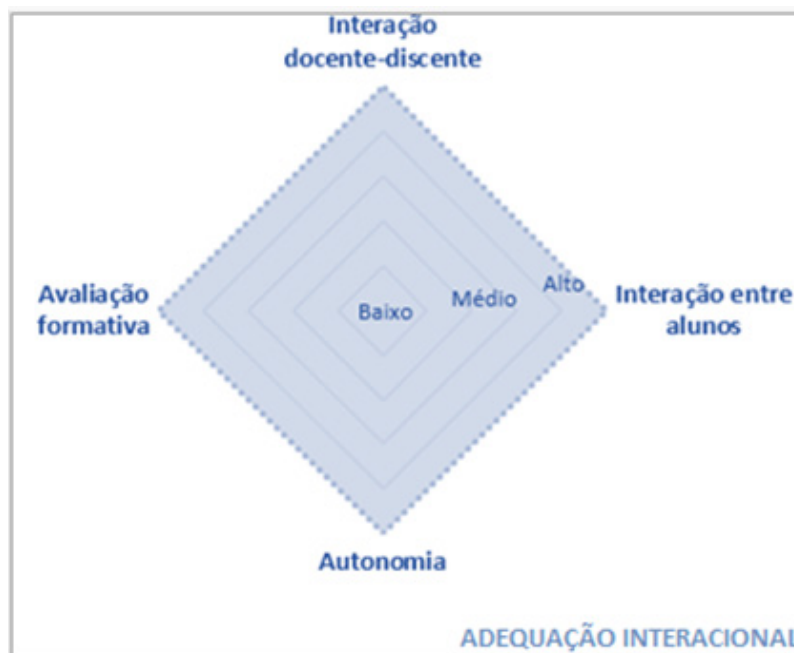 Interação
docente-discente
Avaliação
formativa
Baixo
Médio
Alto
Interação entre
alunos
Autonomia
ADEQUAÇÃO INTERACIONAL